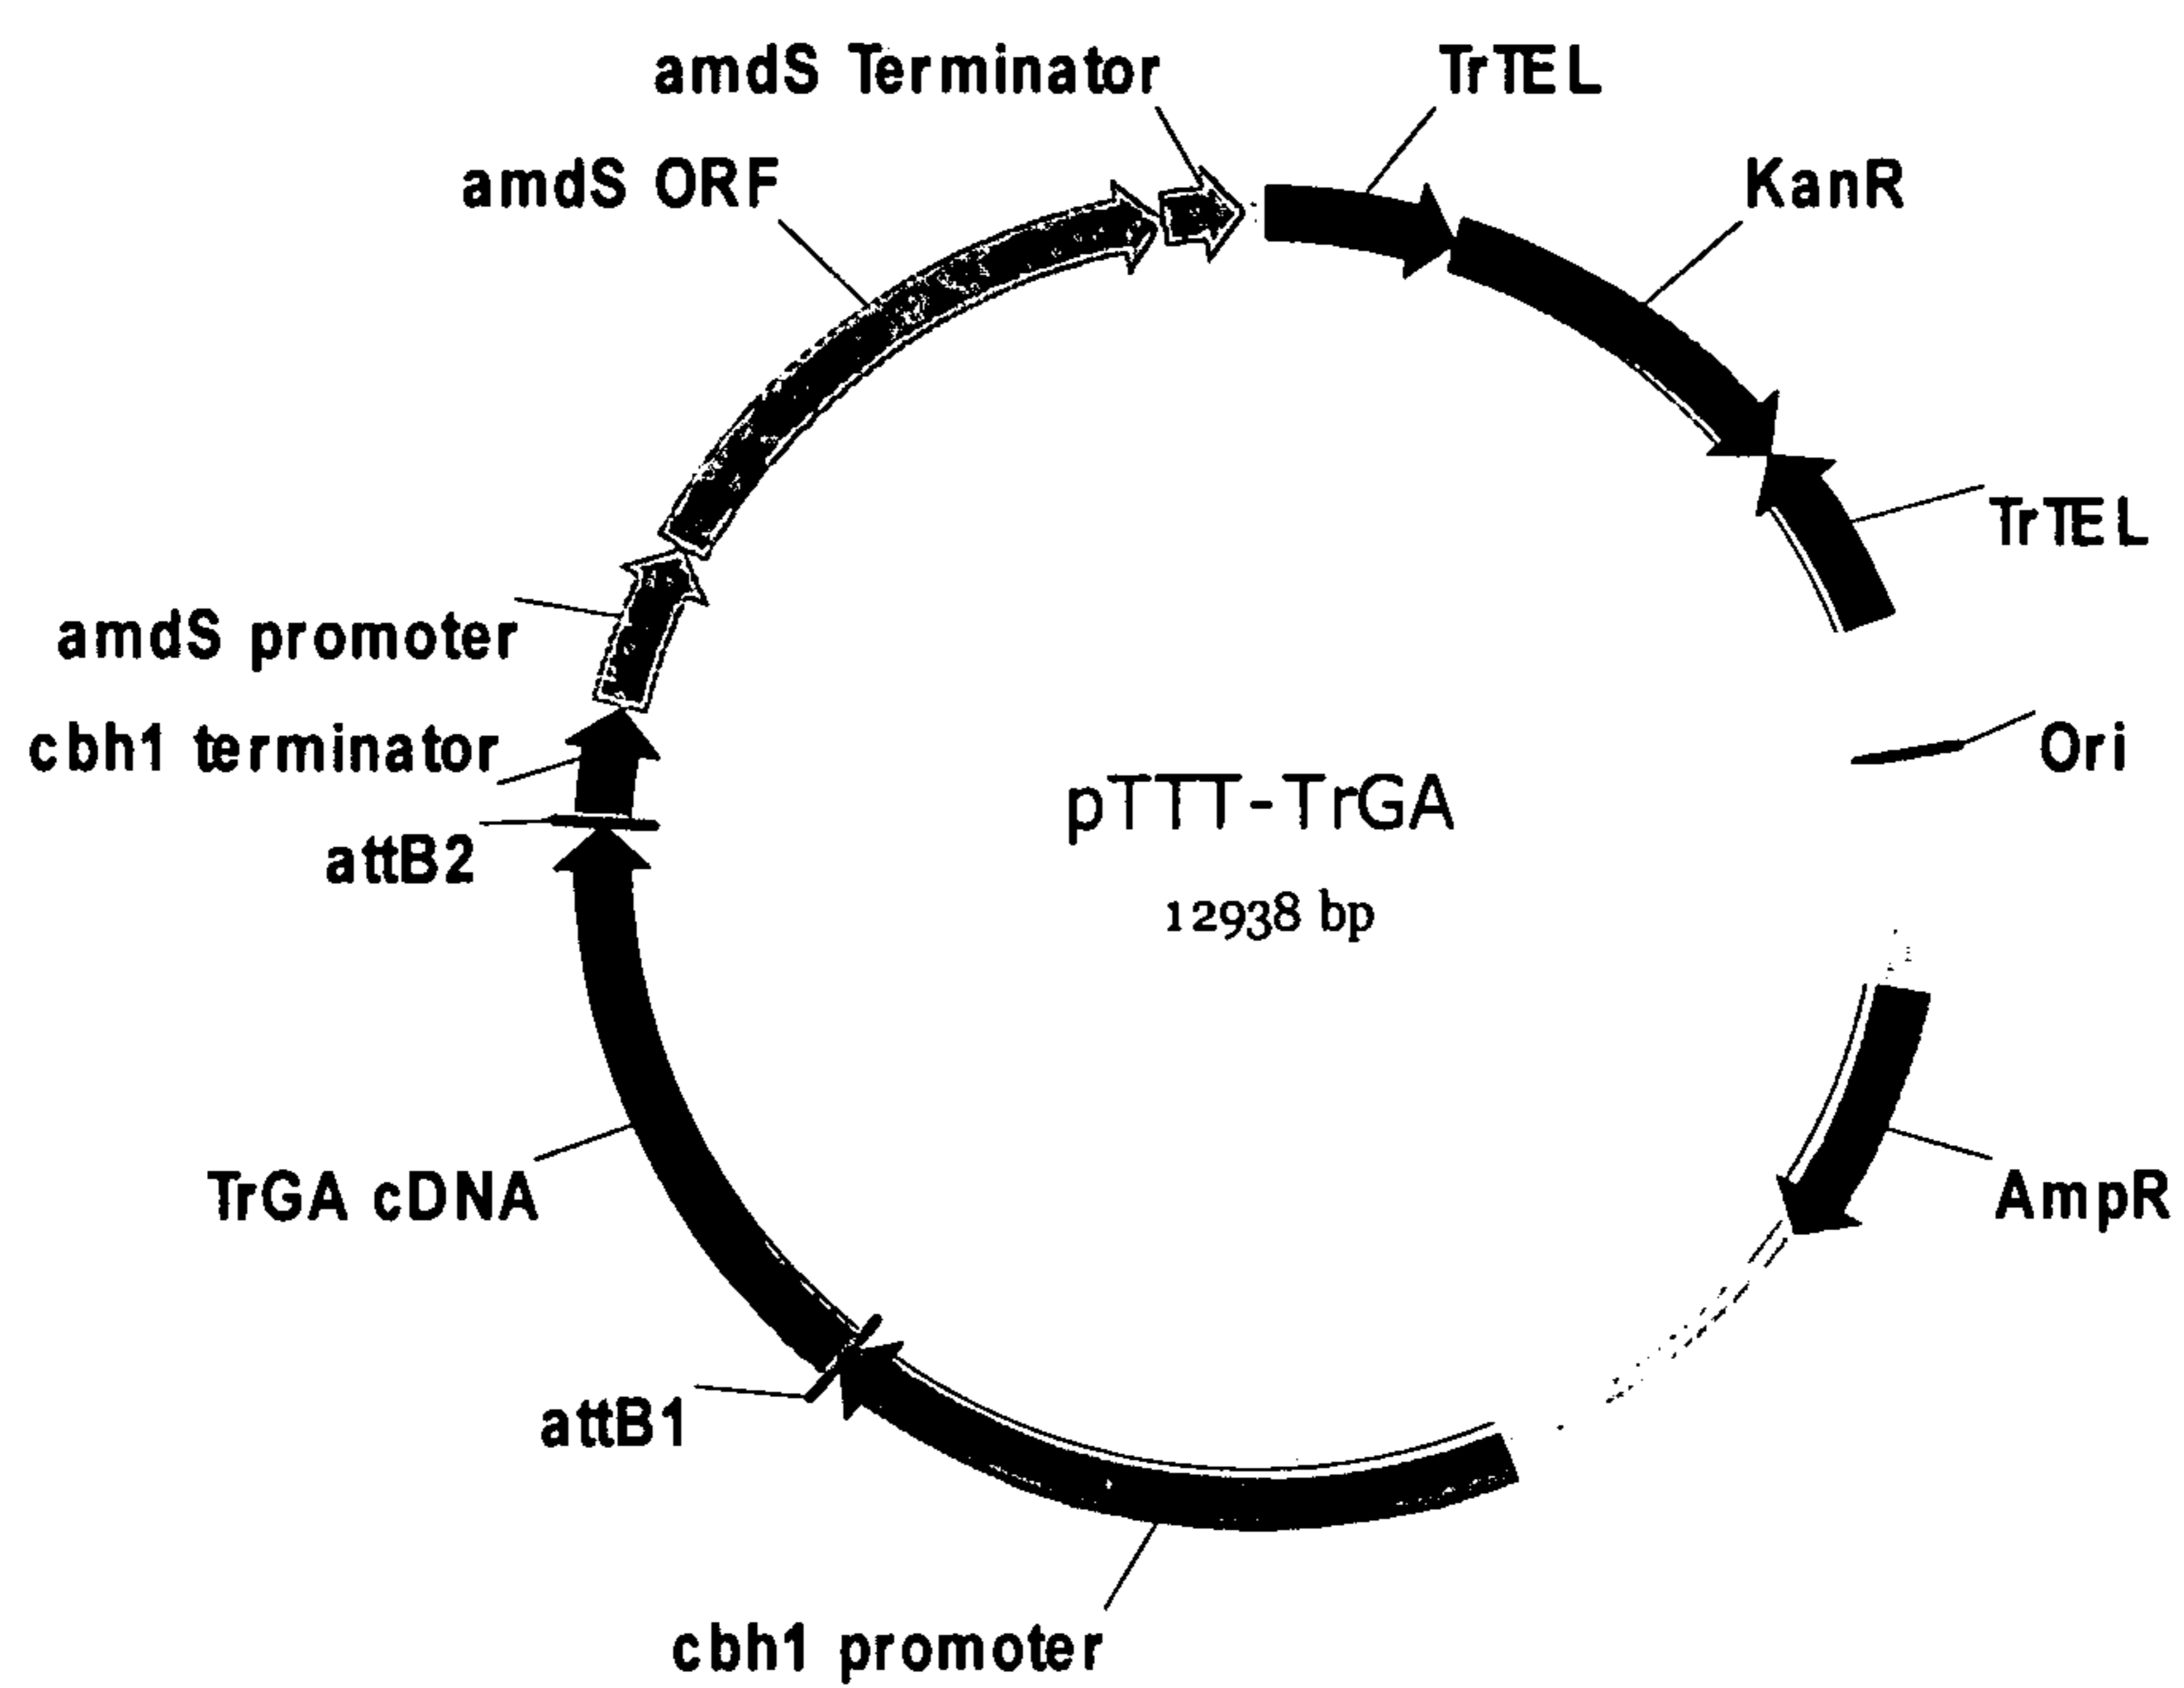 amdS Terminator
TrTEL
amdS ORF
KanR
TrTEL
amdS promoter
cbh1 terminator
Ori
pTTT-TrGA
attB2
12938 bp
TrGA cDNA
AmpR
attB1
cbh1 promoter